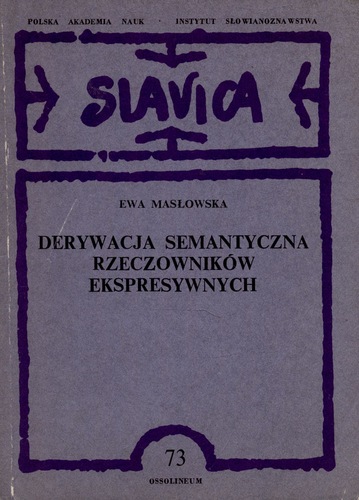 POLSKA AKADEMIA NAUK · INSTYTUT SŁOWIANOZNAWSTWA
SLAVICA
EWA MASŁOWSKA
DERYWACJA SEMANTYCZNA
RZECZOWNIKÓW
EKSPRESYWNYCH
73
OSSOLINEUM